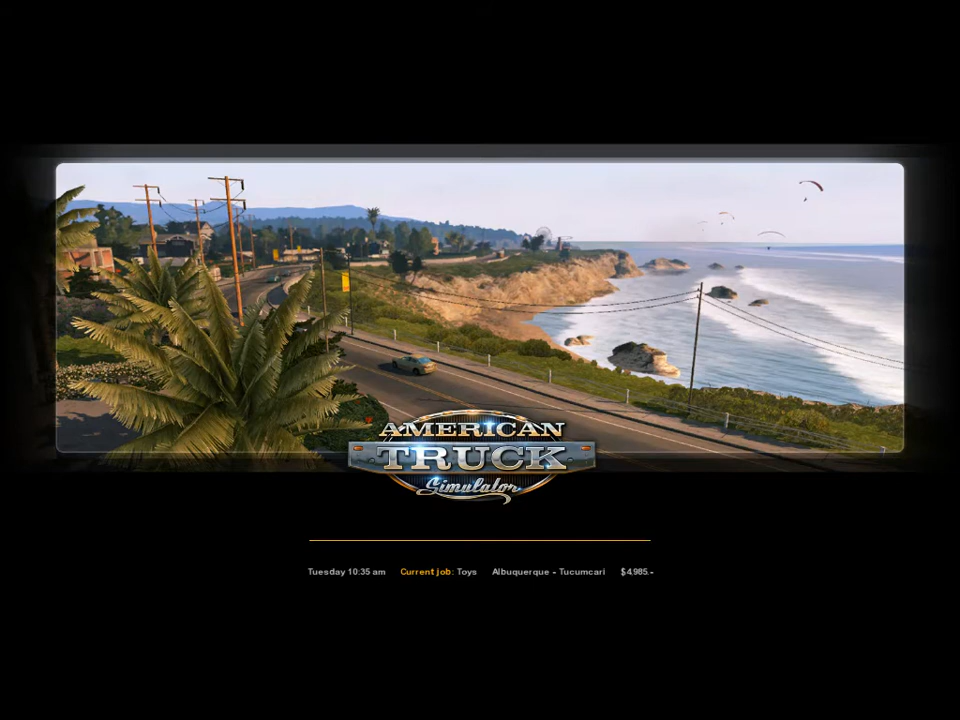 AMERICAN
TRUCK
Simulator
Tuesday 10:35 am Current job: Toys Albuquerque - Tucumcari $4,985.-